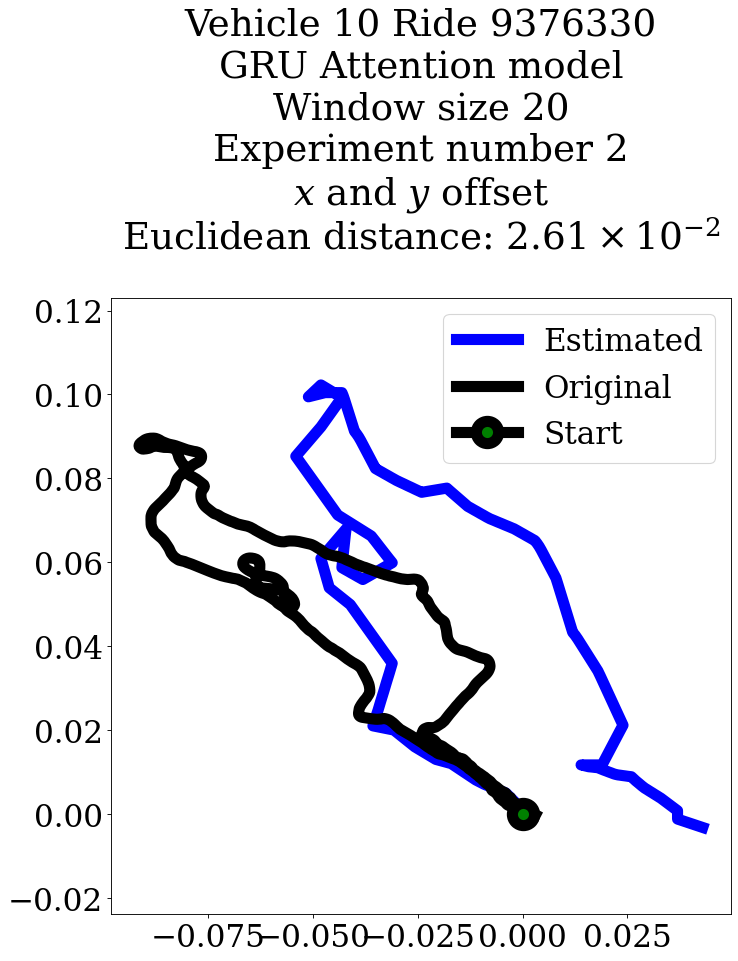 Vehicle 10 Ride 9376330
GRU Attention model
Window size 20
Experiment number 2
x and y offset
Euclidean distance: 2.61 × 10⁻²
Estimated
Original
Start
0.12
0.10
0.08
0.06
0.04
0.02
0.00
−0.02
−0.075 −0.050 −0.025 0.000 0.025